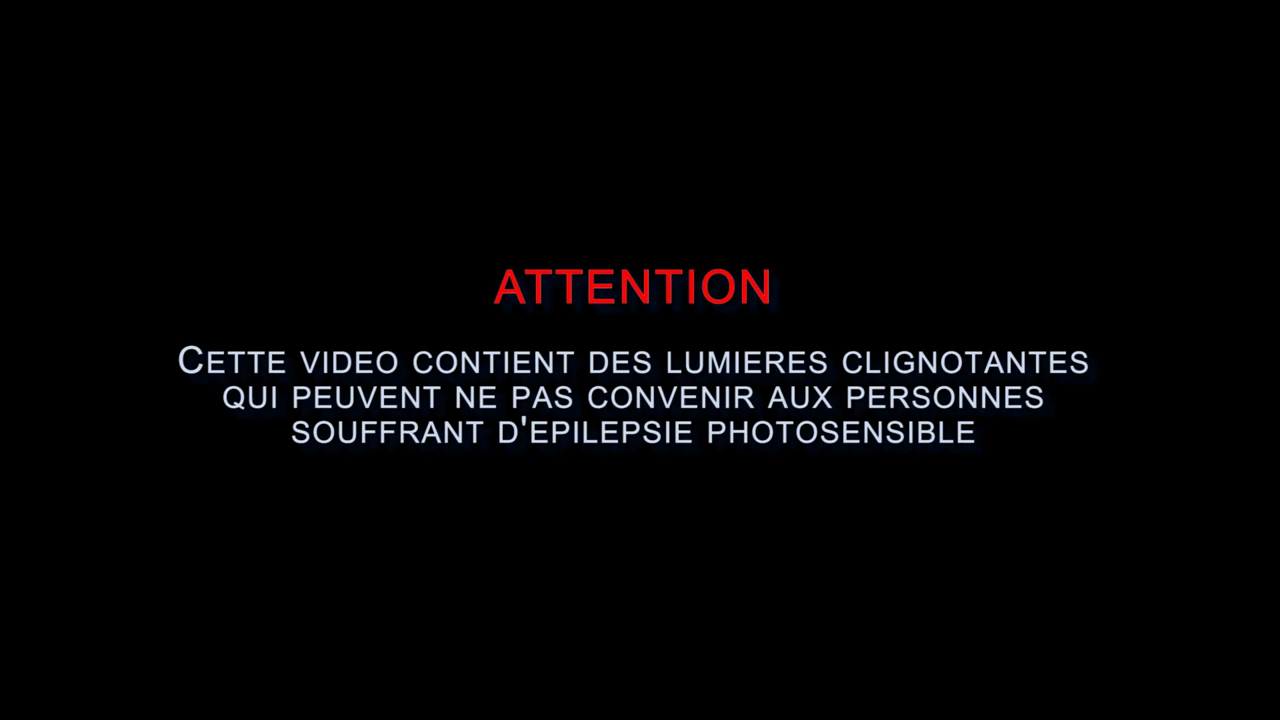 ATTENTION
CETTE VIDEO CONTIENT DES LUMIERES CLIGNOTANTES
QUI PEUVENT NE PAS CONVENIR AUX PERSONNES
SOUFFRANT D'EPILEPSIE PHOTOSENSIBLE